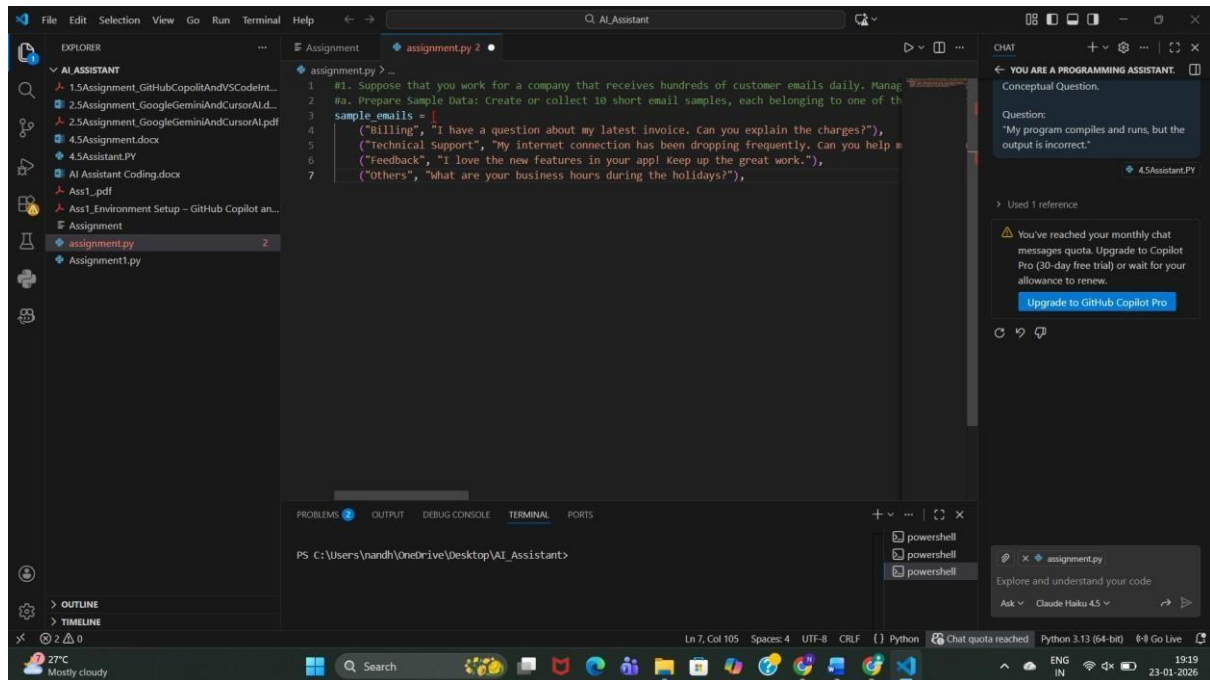 File Edit Selection View Go Run Terminal Help
AI_Assistant
EXPLORER
AI_ASSISTANT
1.5Assignment_GitHubCopolitAndVSCodeInt...
2.5Assignment_GoogleGeminiAndCursorAI.d...
2.5Assignment_GoogleGeminiAndCursorAI.pdf
4.5Assignment.docx
4.5Assistant.PY
AI Assistant Coding.docx
Ass1_.pdf
Ass1_Environment Setup – GitHub Copilot an...
Assignment
assignment.py 2
Assignment1.py
OUTLINE
TIMELINE
Assignment
assignment.py 2
assignment.py > ...
1 #1. Suppose that you work for a company that receives hundreds of customer emails daily. Manag
2 #a. Prepare Sample Data: Create or collect 10 short email samples, each belonging to one of th
3 sample_emails = [
4 ("Billing", "I have a question about my latest invoice. Can you explain the charges?"),
5 ("Technical Support", "My internet connection has been dropping frequently. Can you help m
6 ("Feedback", "I love the new features in your app! Keep up the great work."),
7 ("Others", "What are your business hours during the holidays?"),
PROBLEMS 2 OUTPUT DEBUG CONSOLE TERMINAL PORTS
PS C:\Users\nandh\OneDrive\Desktop\AI_Assistant>
powershell
powershell
powershell
CHAT
YOU ARE A PROGRAMMING ASSISTANT.
Conceptual Question.
Question:
"My program compiles and runs, but the
output is incorrect."
4.5Assistant.PY
> Used 1 reference
You've reached your monthly chat
messages quota. Upgrade to Copilot
Pro (30-day free trial) or wait for your
allowance to renew.
Upgrade to GitHub Copilot Pro
assignment.py
Explore and understand your code
Ask Claude Haiku 4.5
2 0
Ln 7, Col 105 Spaces: 4 UTF-8 CRLF {} Python Chat quota reached Python 3.13 (64-bit) Go Live
7
27°C
Mostly cloudy
Search
ENG
IN
19:19
23-01-2026